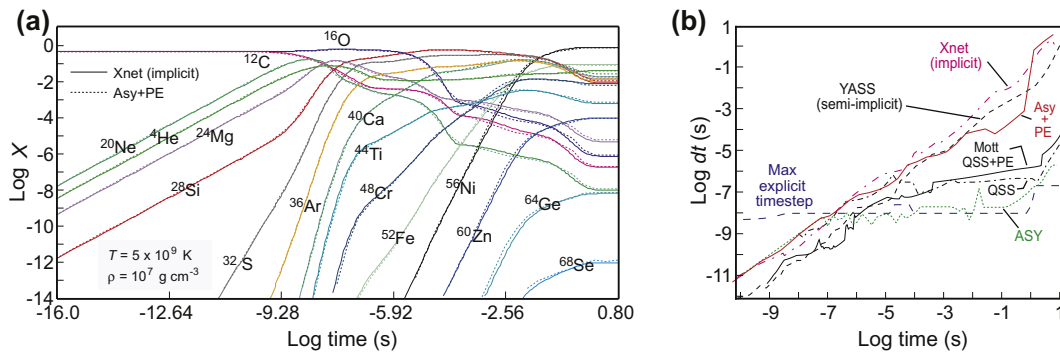 (a)
Log X
0
-2
-4
-6
-8
-10
-12
-14
-16.0
-12.64
-9.28
-5.92
-2.56
0.80
Log time (s)
Xnet (implicit)
Asy+PE
¹⁶O
¹²C
²⁰Ne
⁴He
²⁴Mg
²⁸Si
³²S
³⁶Ar
⁴⁰Ca
⁴⁴Ti
⁴⁸Cr
⁵²Fe
⁵⁶Ni
⁶⁰Zn
⁶⁴Ge
⁶⁸Se
T = 5 x 10⁹ K
ρ = 10⁷ g cm⁻³
(b)
Log dt (s)
1
-1
-3
-5
-7
-9
-11
-9
-7
-5
-3
-1
1
Log time (s)
Xnet
(implicit)
YASS
(semi-implicit)
Asy
+
PE
Mott
QSS+PE
Max
explicit
timestep
QSS
ASY